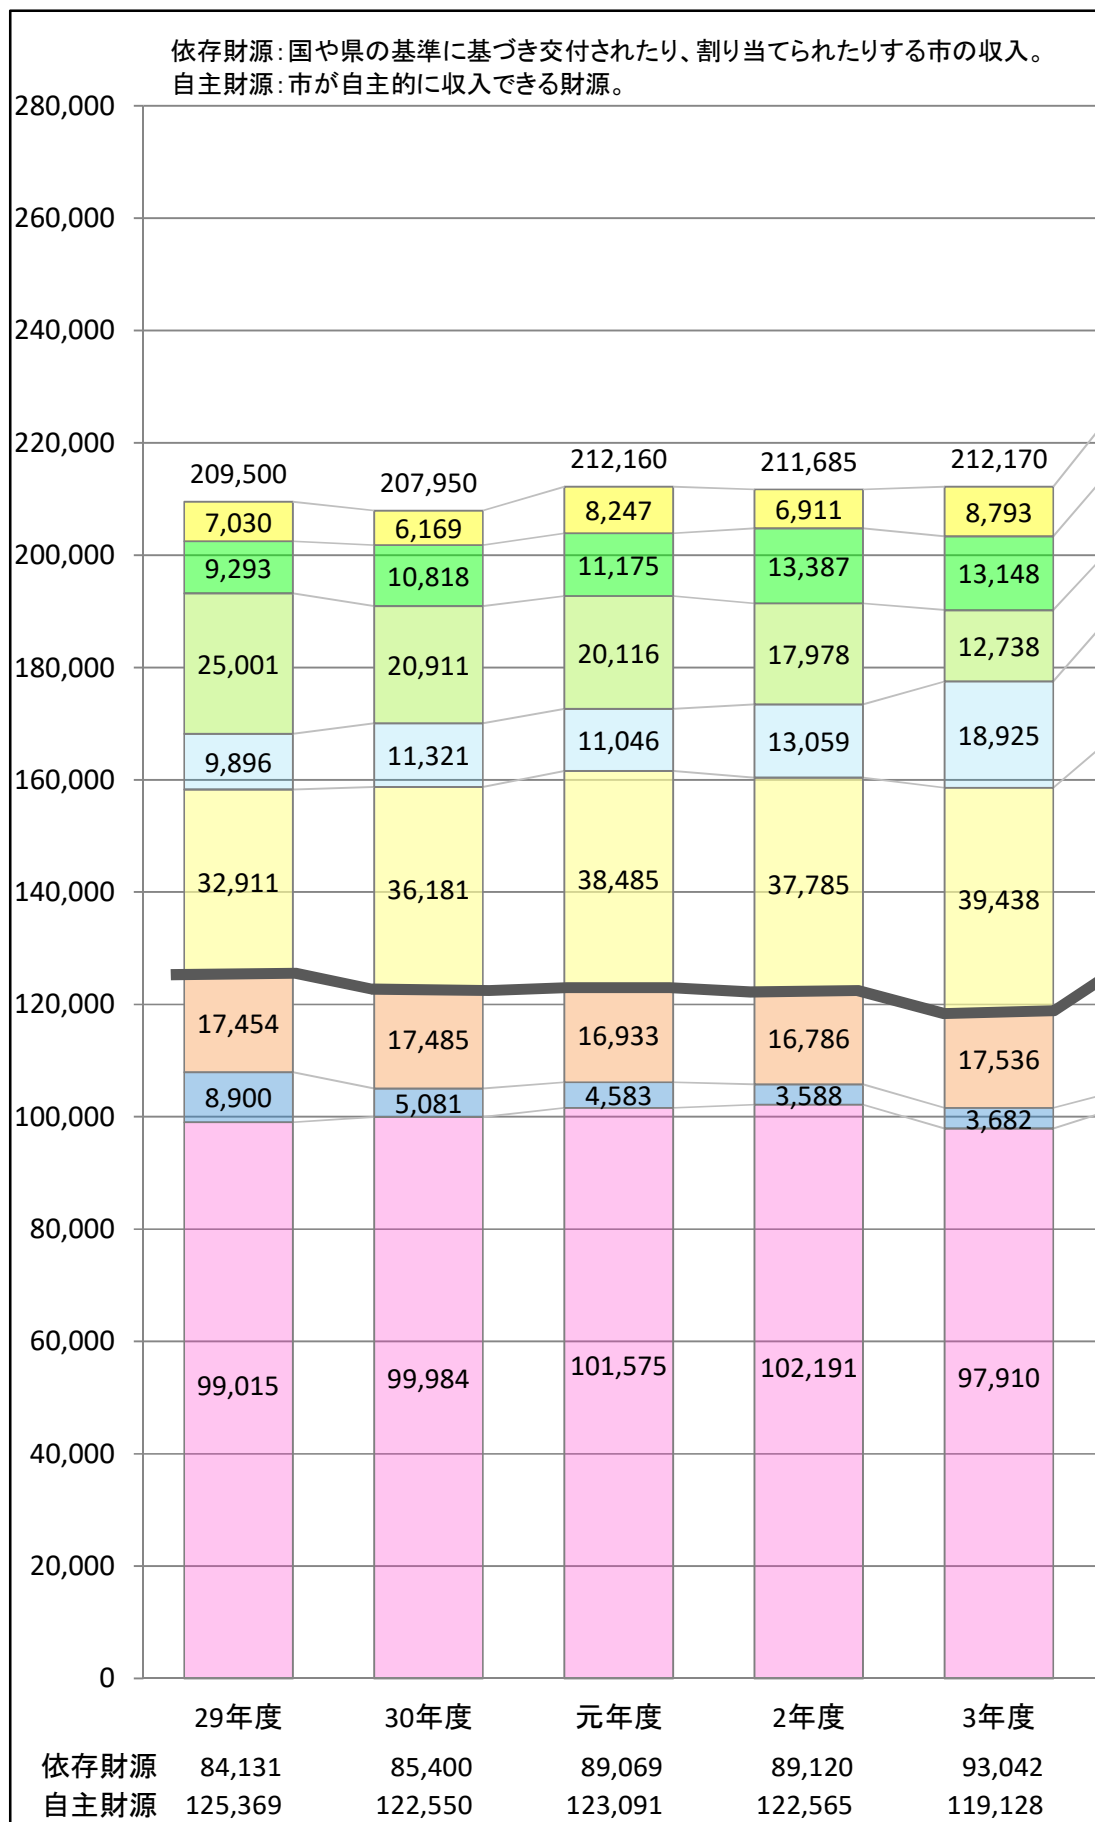 依存財源：国や県の基準に基づき交付されたり、割り当てられたりする市の収入。
自主財源：市が自主的に収入できる財源。
280,000
260,000
240,000
220,000
200,000
180,000
160,000
140,000
120,000
100,000
80,000
60,000
40,000
20,000
0
209,500 207,950 212,160 211,685 212,170
7,030 6,169 8,247 6,911 8,793
9,293 10,818 11,175 13,387 13,148
25,001 20,911 20,116 17,978 12,738
9,896 11,321 11,046 13,059 18,925
32,911 36,181 38,485 37,785 39,438
17,454 17,485 16,933 16,786 17,536
8,900 5,081 4,583 3,588 3,682
99,015 99,984 101,575 102,191 97,910
29年度 30年度 元年度 2年度 3年度
依存財源 84,131 85,400 89,069 89,120 93,042
自主財源 125,369 122,550 123,091 122,565 119,128